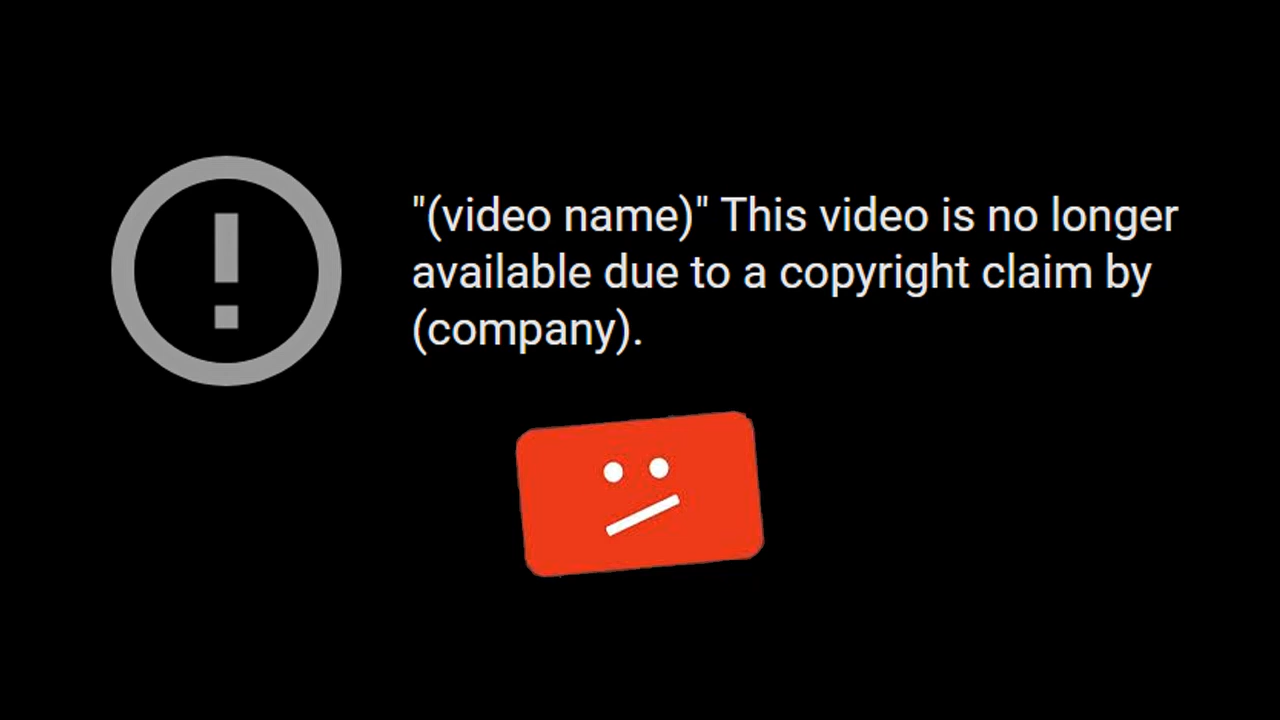 "(video name)" This video is no longer
available due to a copyright claim by
(company).